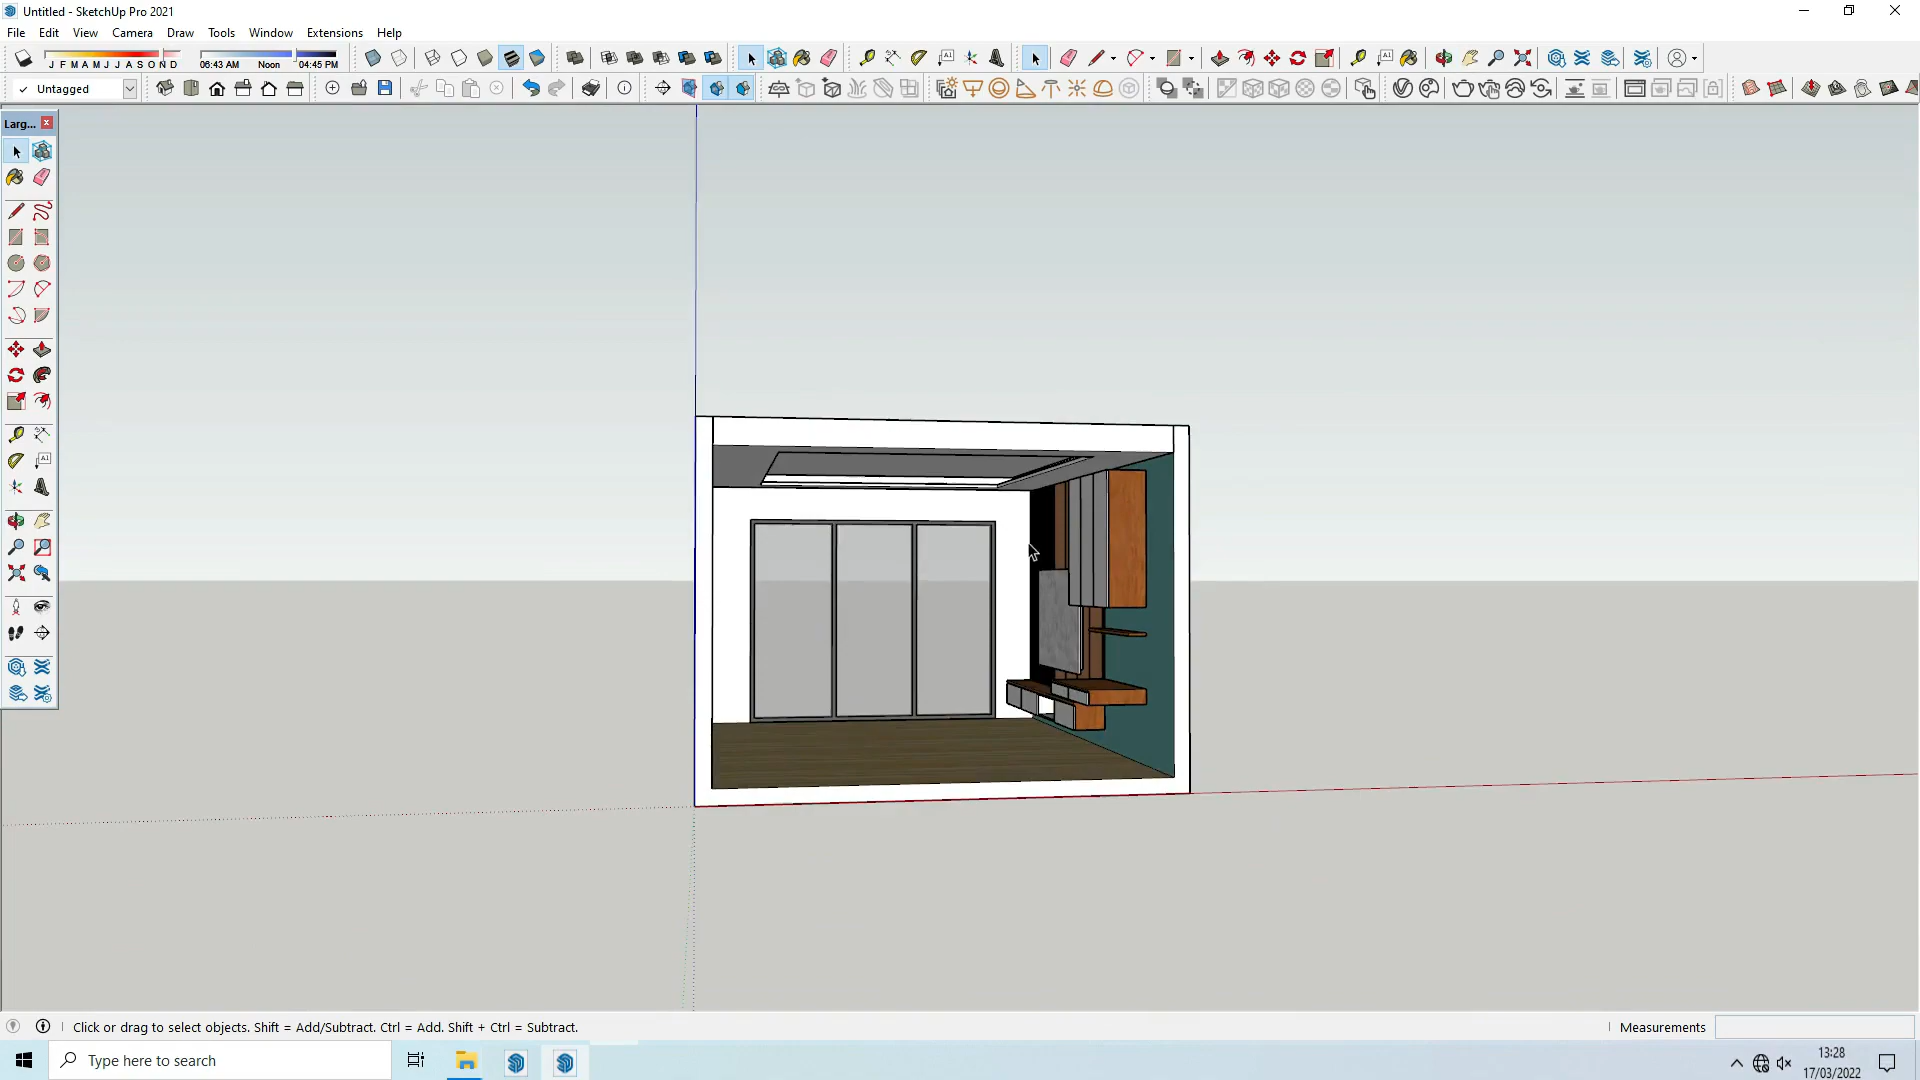 Untitled - SketchUp Pro 2021
File Edit View Camera Draw Tools Window Extensions Help
J F M A M J J A S O N D 06:43 AM Noon 04:45 PM
✓ Untagged
Larg...
Click or drag to select objects. Shift = Add/Subtract. Ctrl = Add. Shift + Ctrl = Subtract.
Measurements
Type here to search
13:28
17/03/2022